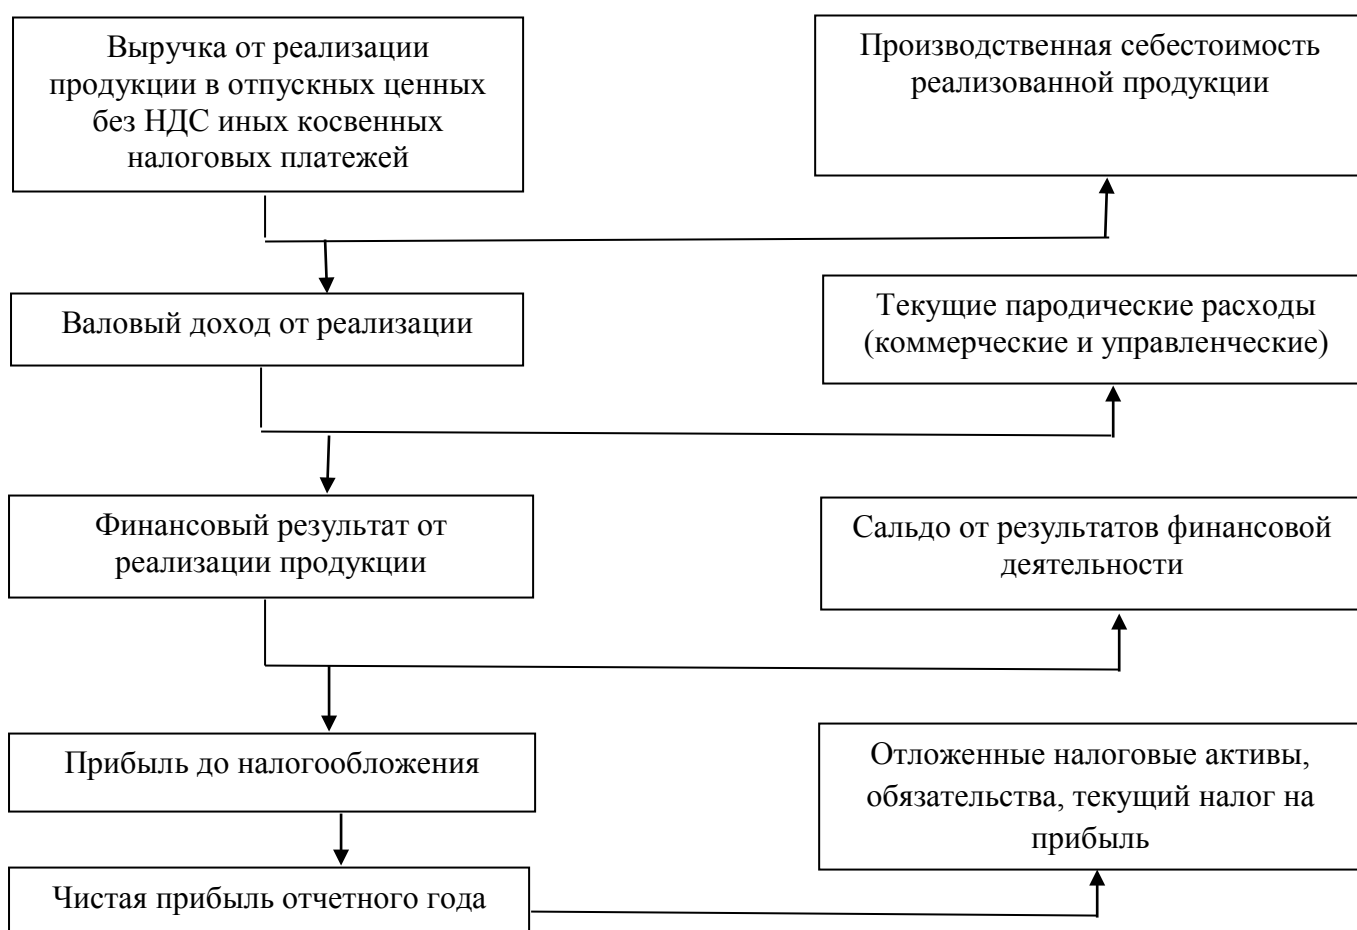 Выручка от реализации
продукции в отпускных ценных
без НДС иных косвенных
налоговых платежей
Производственная себестоимость
реализованной продукции
Валовый доход от реализации
Текущие пародические расходы
(коммерческие и управленческие)
Финансовый результат от
реализации продукции
Сальдо от результатов финансовой
деятельности
Прибыль до налогообложения
Отложенные налоговые активы,
обязательства, текущий налог на
прибыль
Чистая прибыль отчетного года